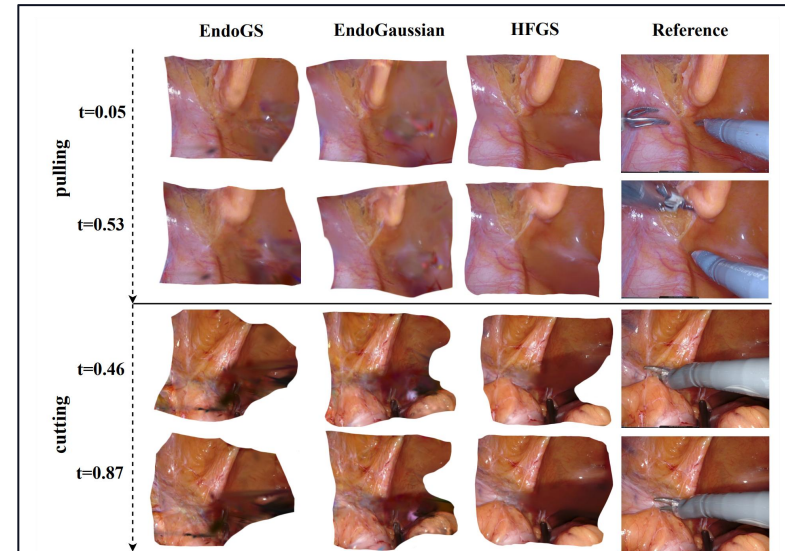 EndoGS EndoGaussian HFGS Reference
t=0.05
pulling
t=0.53
t=0.46
cutting
t=0.87